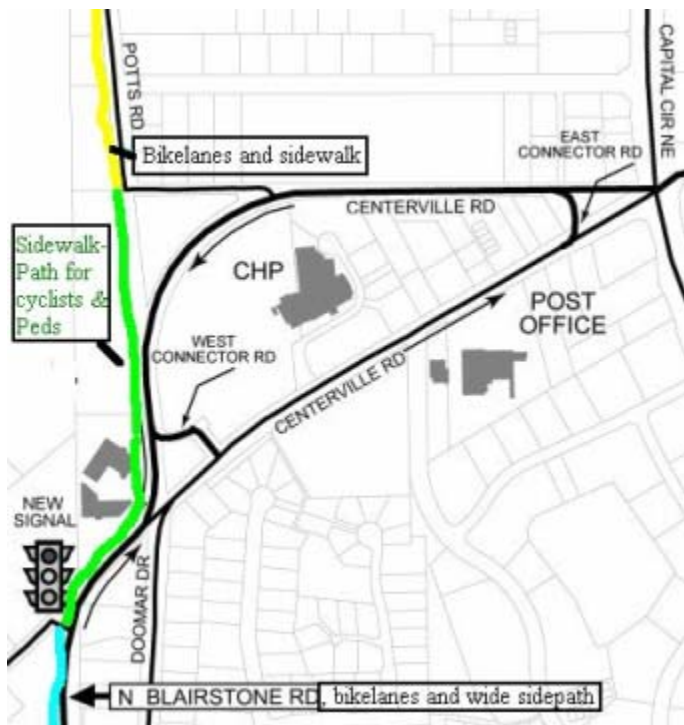 POTTS RD
CAPITAL CIR NE
Bikelanes and sidewalk
EAST
CONNECTOR RD
CENTERVILLE RD
Sidewalk-
Path for
cyclists &
Peds
CHP
POST
OFFICE
WEST
CONNECTOR RD
CENTERVILLE RD
NEW
SIGNAL
DOOMAR DR
N BLAIRSTONE RD, bikelanes and wide sidepath